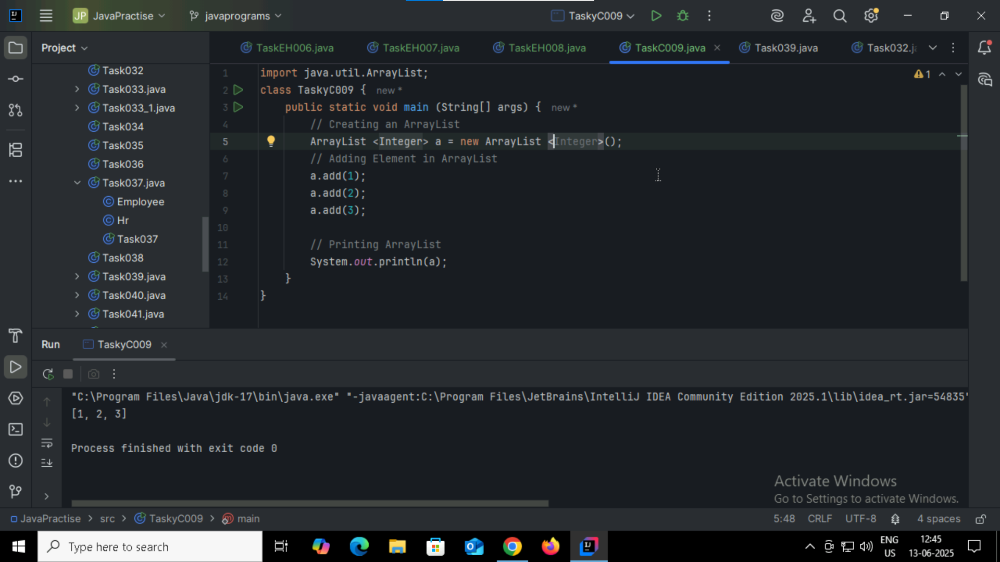 JP JavaPractise javaprograms TaskyC009
Project TaskEH006.java TaskEH007.java TaskEH008.java TaskC009.java Task039.java Task032.j
Task032
Task033.java
Task033_1.java
Task034
Task035
Task036
Task037.java
Employee
Hr
Task037
Task038
Task039.java
Task040.java
Task041.java
1 import java.util.ArrayList;
2 class TaskyC009 { new *
3 public static void main (String[] args) { new *
4 // Creating an ArrayList
5 ArrayList <Integer> a = new ArrayList <Integer>();
6 // Adding Element in ArrayList
7 a.add(1);
8 a.add(2);
9 a.add(3);
10
11 // Printing ArrayList
12 System.out.println(a);
13 }
14 }
1
Run TaskyC009
"C:\Program Files\Java\jdk-17\bin\java.exe" "-javaagent:C:\Program Files\JetBrains\IntelliJ IDEA Community Edition 2025.1\lib\idea_rt.jar=54835"
[1, 2, 3]
Process finished with exit code 0
Activate Windows
Go to Settings to activate Windows.
JavaPractise > src > TaskyC009 > main 5:48 CRLF UTF-8 4 spaces
Type here to search
ENG
US
12:45
13-06-2025